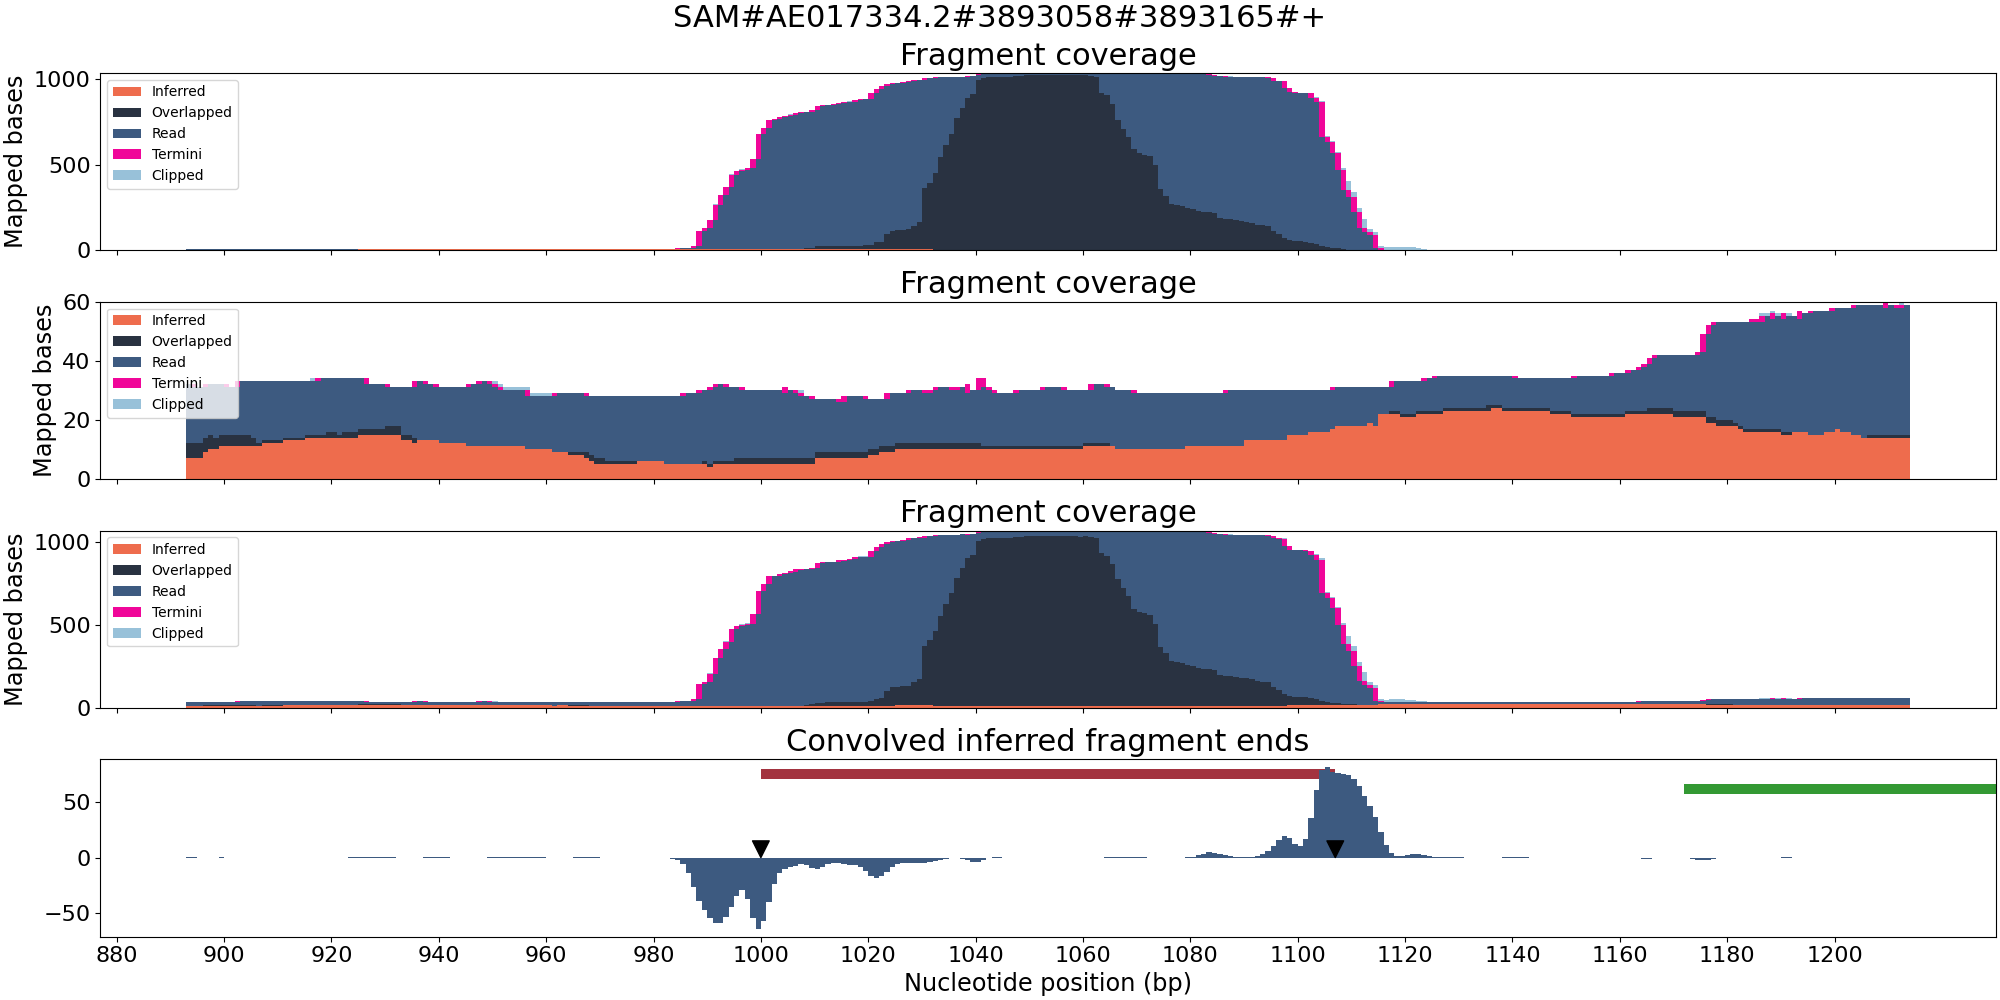 SAM#AE017334.2#3893058#3893165#+
Fragment coverage
Mapped bases
1000
500
0
Inferred
Overlapped
Read
Termini
Clipped
Fragment coverage
Mapped bases
60
40
20
0
Inferred
Overlapped
Read
Termini
Clipped
Fragment coverage
Mapped bases
1000
500
0
Inferred
Overlapped
Read
Termini
Clipped
Convolved inferred fragment ends
50
0
−50
880 900 920 940 960 980 1000 1020 1040 1060 1080 1100 1120 1140 1160 1180 1200
Nucleotide position (bp)